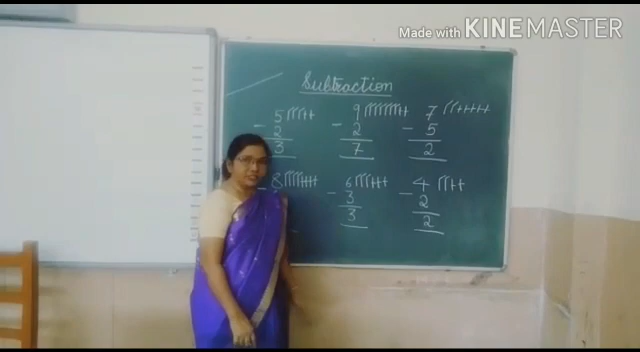 Made with KINEMASTER
Subtraction
5 9 7
- 2 - 2 - 5
3 7 2
- 8 6 4
- 3 - 2
3 2